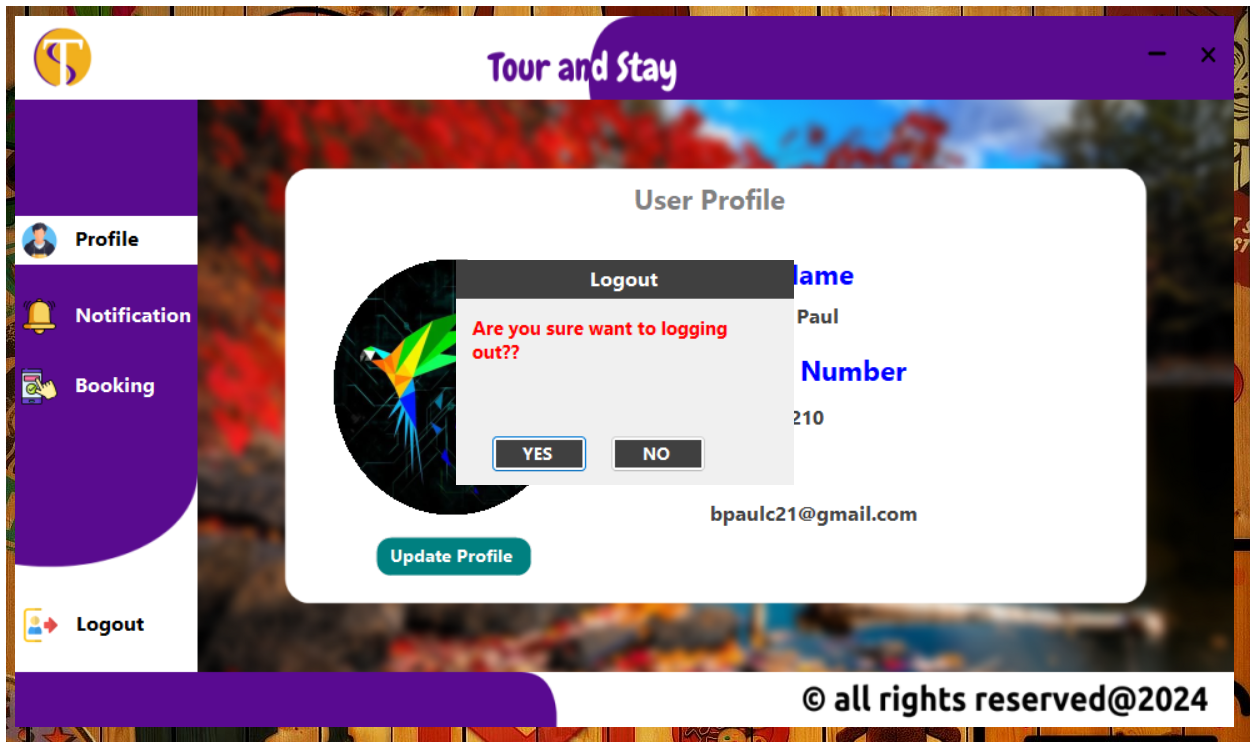 Tour and Stay
User Profile
Profile
Notification
Booking
Logout
Logout
Are you sure want to logging
out??
YES
NO
Paul
Number
210
bpaulc21@gmail.com
Update Profile
© all rights reserved@2024